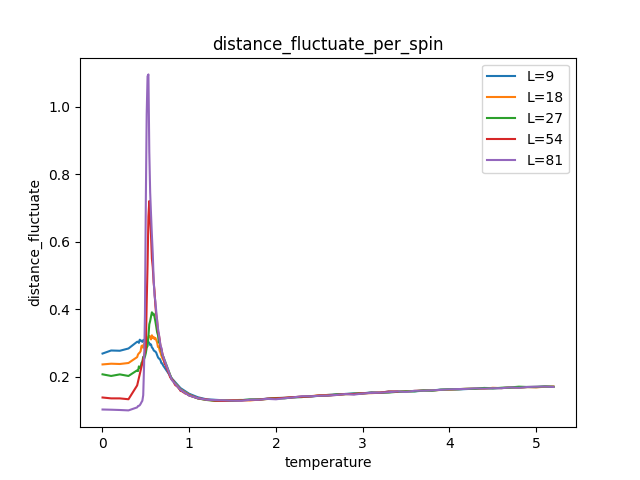 distance_fluctuate_per_spin
L=9
L=18
L=27
L=54
L=81
distance_fluctuate
1.0
0.8
0.6
0.4
0.2
0 1 2 3 4 5
temperature